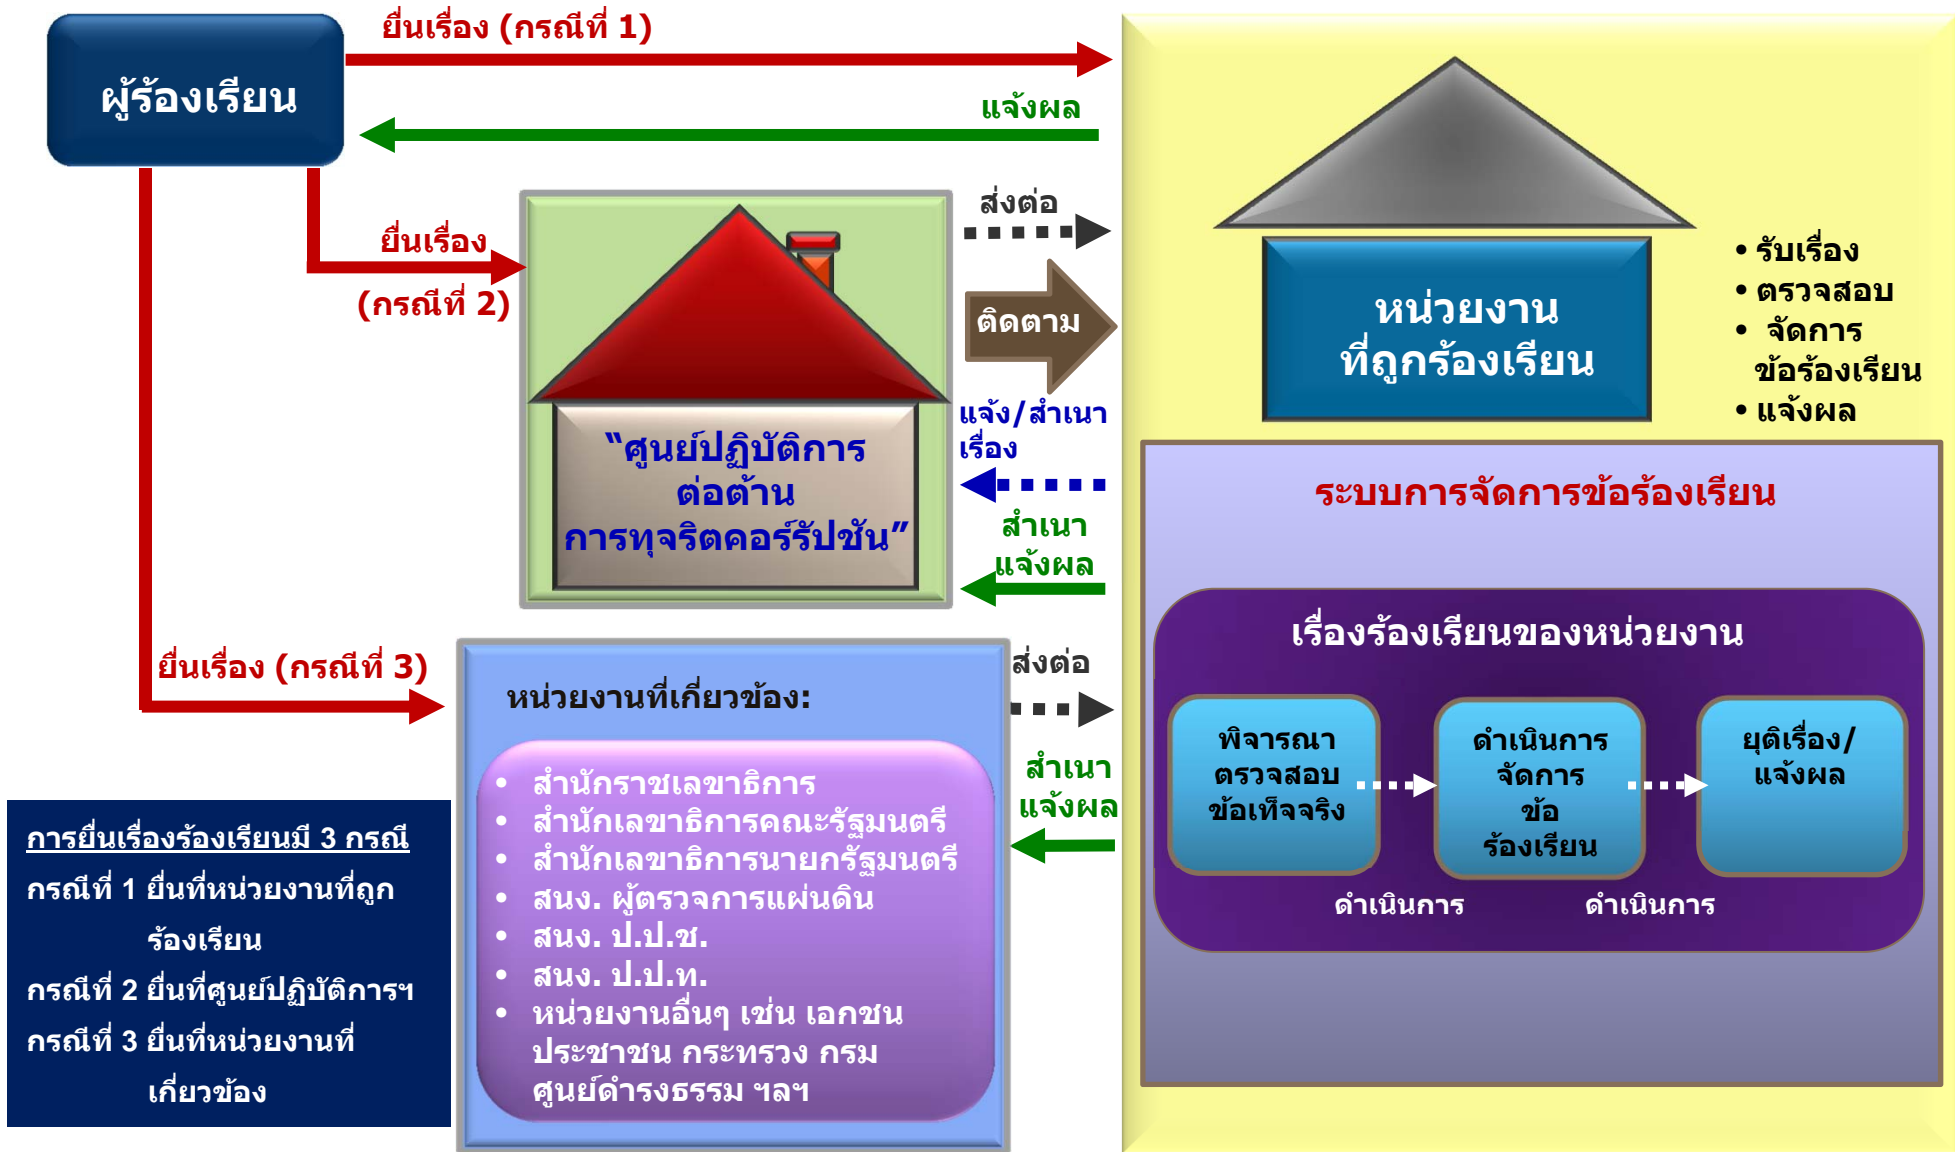 ยื่นเรื่อง (กรณีที่ 1)
ผู้ร้องเรียน
แจ้งผล
ยื่นเรื่อง
(กรณีที่ 2)
ส่งต่อ
ติดตาม
แจ้ง/สำเนา
เรื่อง
สำเนา
แจ้งผล
“ศูนย์ปฏิบัติการ
ต่อต้าน
การทุจริตคอร์รัปชัน”
หน่วยงาน
ที่ถูกร้องเรียน
• รับเรื่อง
• ตรวจสอบ
• จัดการ
ข้อร้องเรียน
• แจ้งผล
ระบบการจัดการข้อร้องเรียน
เรื่องร้องเรียนของหน่วยงาน
พิจารณา
ตรวจสอบ
ข้อเท็จจริง
ดำเนินการ
จัดการ
ข้อ
ร้องเรียน
ยุติเรื่อง/
แจ้งผล
ดำเนินการ
ดำเนินการ
ยื่นเรื่อง (กรณีที่ 3)
หน่วยงานที่เกี่ยวข้อง:
• สำนักราชเลขาธิการ
• สำนักเลขาธิการคณะรัฐมนตรี
• สำนักเลขาธิการนายกรัฐมนตรี
• สนง. ผู้ตรวจการแผ่นดิน
• สนง. ป.ป.ช.
• สนง. ป.ป.ท.
• หน่วยงานอื่นๆ เช่น เอกชน
ประชาชน กระทรวง กรม
ศูนย์ดำรงธรรม ฯลฯ
ส่งต่อ
สำเนา
แจ้งผล
การยื่นเรื่องร้องเรียนมี 3 กรณี
กรณีที่ 1 ยื่นที่หน่วยงานที่ถูก
ร้องเรียน
กรณีที่ 2 ยื่นที่ศูนย์ปฏิบัติการฯ
กรณีที่ 3 ยื่นที่หน่วยงานที่
เกี่ยวข้อง